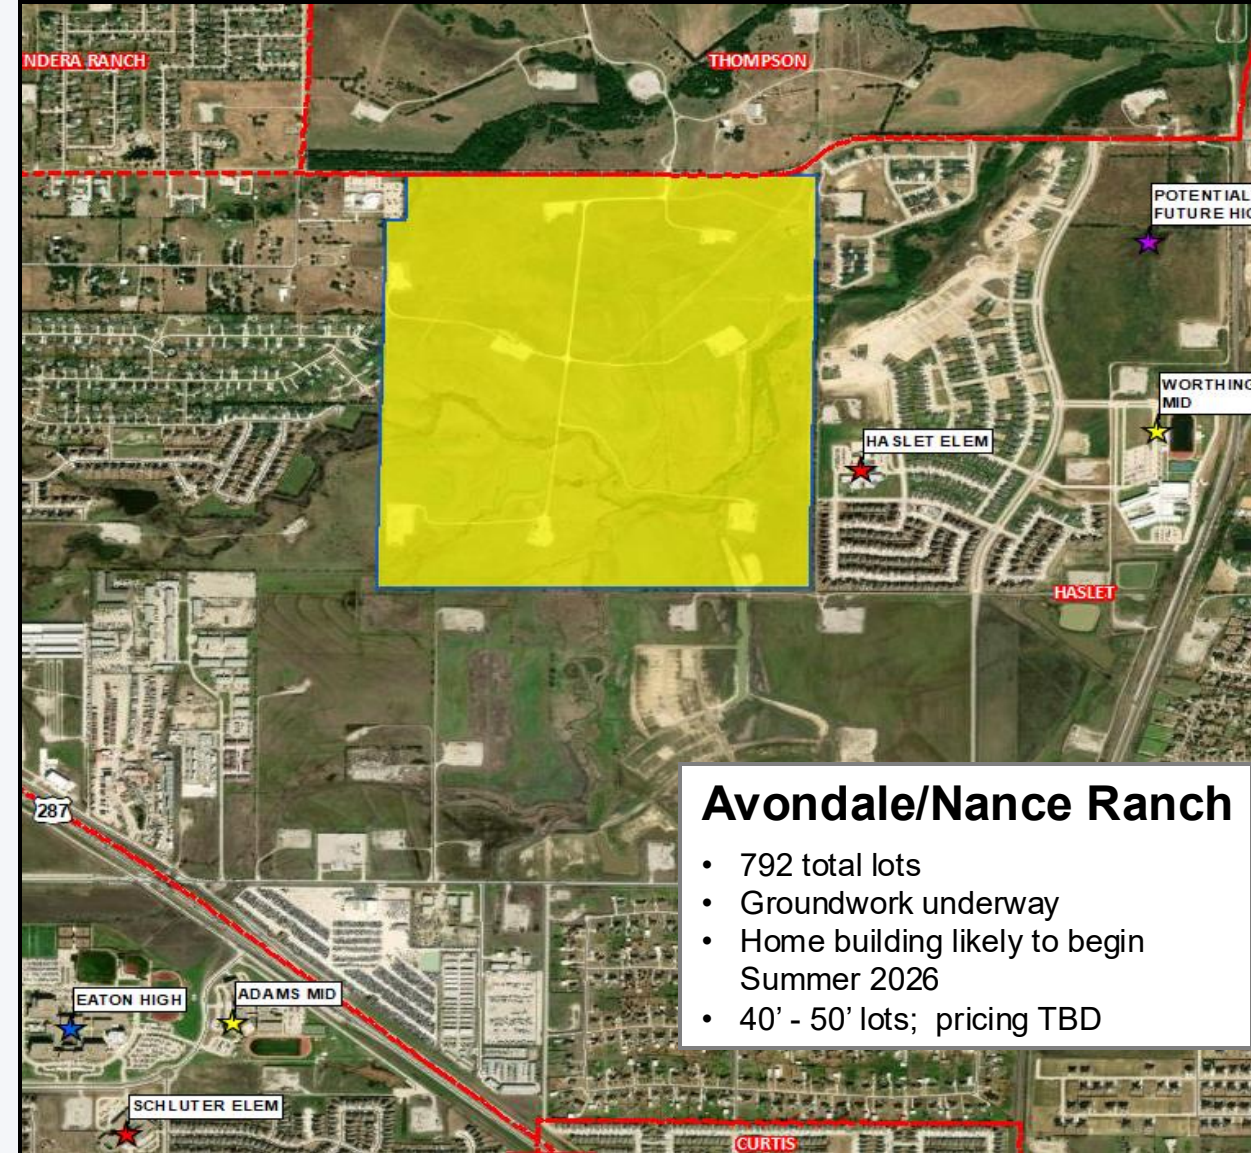 NDERA RANCH
THOMPSON
POTENTIAL
FUTURE HIG
WORTHING
MID
HASLET ELEM
HASLET
287
Avondale/Nance Ranch
• 792 total lots
• Groundwork underway
• Home building likely to begin
Summer 2026
• 40’ - 50’ lots; pricing TBD
EATON HIGH
ADAMS MID
SCHLUTER ELEM
CURTIS